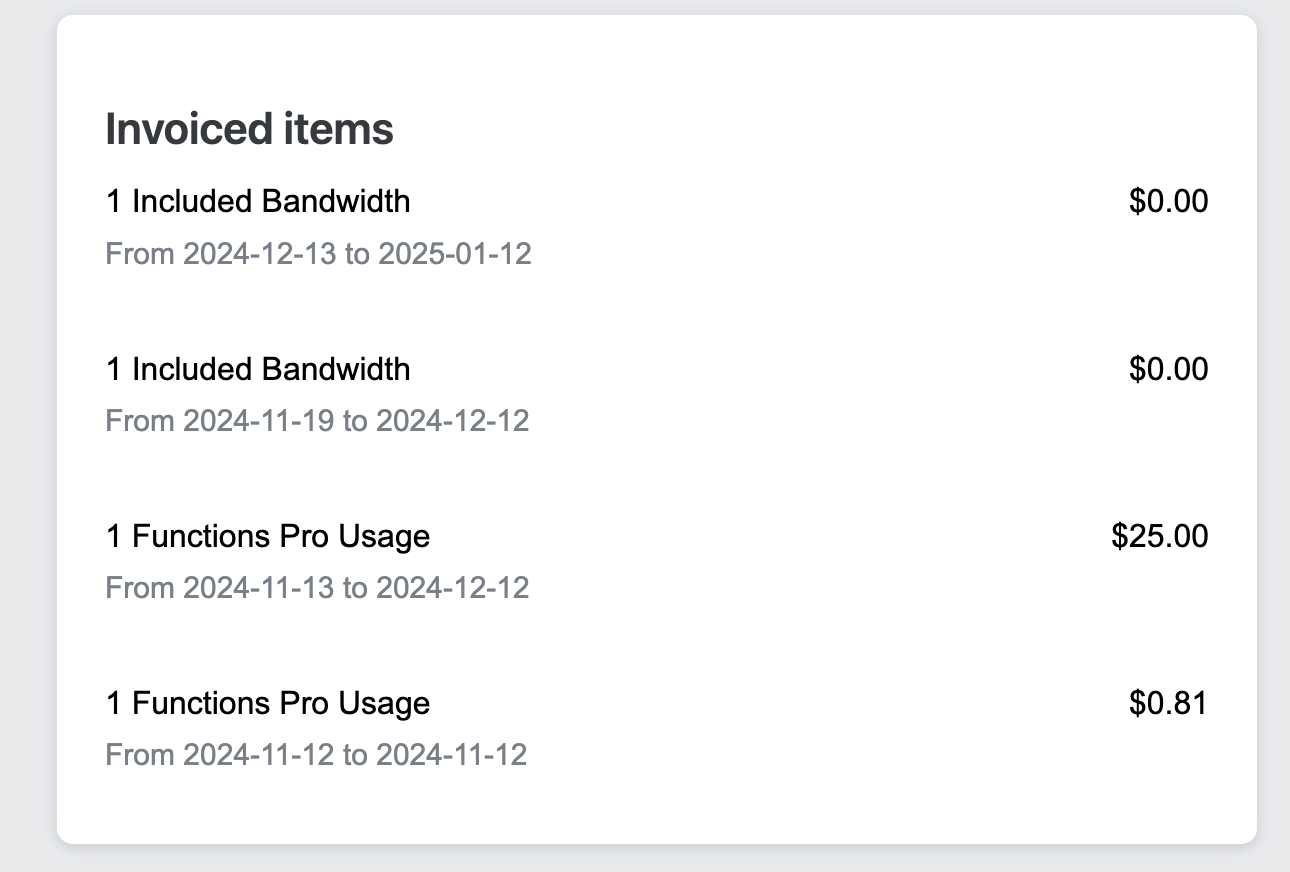 Invoiced items
1 Included Bandwidth $0.00
From 2024-12-13 to 2025-01-12
1 Included Bandwidth $0.00
From 2024-11-19 to 2024-12-12
1 Functions Pro Usage $25.00
From 2024-11-13 to 2024-12-12
1 Functions Pro Usage $0.81
From 2024-11-12 to 2024-11-12